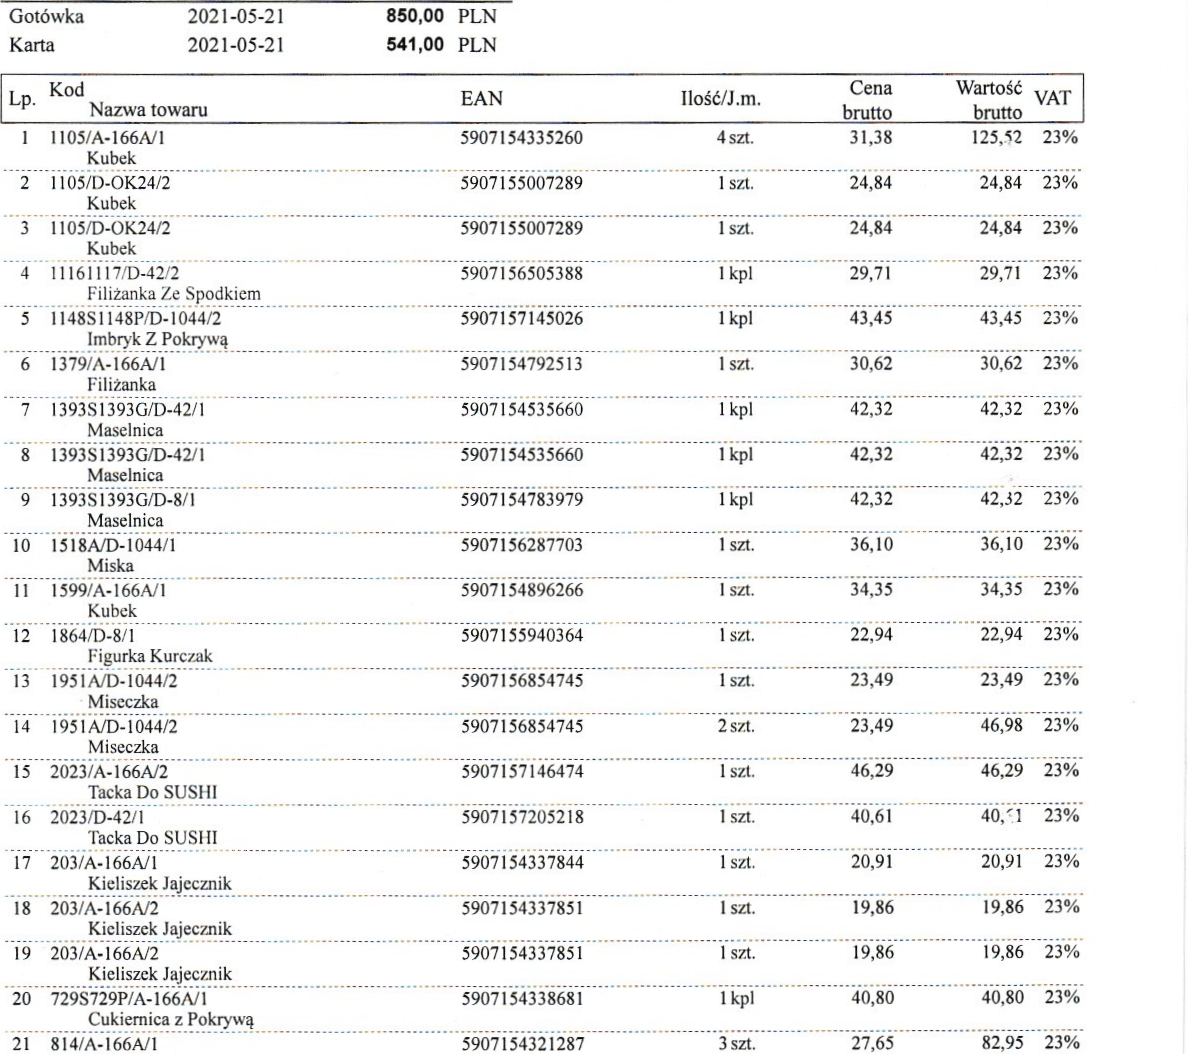 Gotówka 2021-05-21 850,00 PLN
Karta 2021-05-21 541,00 PLN
Lp. Kod Nazwa towaru EAN Ilość/J.m. Cena brutto Wartość brutto VAT
1 1105/A-166A/1 5907154335260 4 szt. 31,38 125,52 23%
Kubek
2 1105/D-OK24/2 5907155007289 1 szt. 24,84 24,84 23%
Kubek
3 1105/D-OK24/2 5907155007289 1 szt. 24,84 24,84 23%
Kubek
4 11161117/D-42/2 5907156505388 1 kpl 29,71 29,71 23%
Filiżanka Ze Spodkiem
5 1148S1148P/D-1044/2 5907157145026 1 kpl 43,45 43,45 23%
Imbryk Z Pokrywą
6 1379/A-166A/1 5907154792513 1 szt. 30,62 30,62 23%
Filiżanka
7 1393S1393G/D-42/1 5907154535660 1 kpl 42,32 42,32 23%
Maselnica
8 1393S1393G/D-42/1 5907154535660 1 kpl 42,32 42,32 23%
Maselnica
9 1393S1393G/D-8/1 5907154783979 1 kpl 42,32 42,32 23%
Maselnica
10 1518A/D-1044/1 5907156287703 1 szt. 36,10 36,10 23%
Miska
11 1599/A-166A/1 5907154896266 1 szt. 34,35 34,35 23%
Kubek
12 1864/D-8/1 5907155940364 1 szt. 22,94 22,94 23%
Figurka Kurczak
13 1951A/D-1044/2 5907156854745 1 szt. 23,49 23,49 23%
Miseczka
14 1951A/D-1044/2 5907156854745 2 szt. 23,49 46,98 23%
Miseczka
15 2023/A-166A/2 5907157146474 1 szt. 46,29 46,29 23%
Tacka Do SUSHI
16 2023/D-42/1 5907157205218 1 szt. 40,61 40,61 23%
Tacka Do SUSHI
17 203/A-166A/1 5907154337844 1 szt. 20,91 20,91 23%
Kieliszek Jajecznik
18 203/A-166A/2 5907154337851 1 szt. 19,86 19,86 23%
Kieliszek Jajecznik
19 203/A-166A/2 5907154337851 1 szt. 19,86 19,86 23%
Kieliszek Jajecznik
20 729S729P/A-166A/1 5907154338681 1 kpl 40,80 40,80 23%
Cukiernica z Pokrywą
21 814/A-166A/1 5907154321287 3 szt. 27,65 82,95 23%